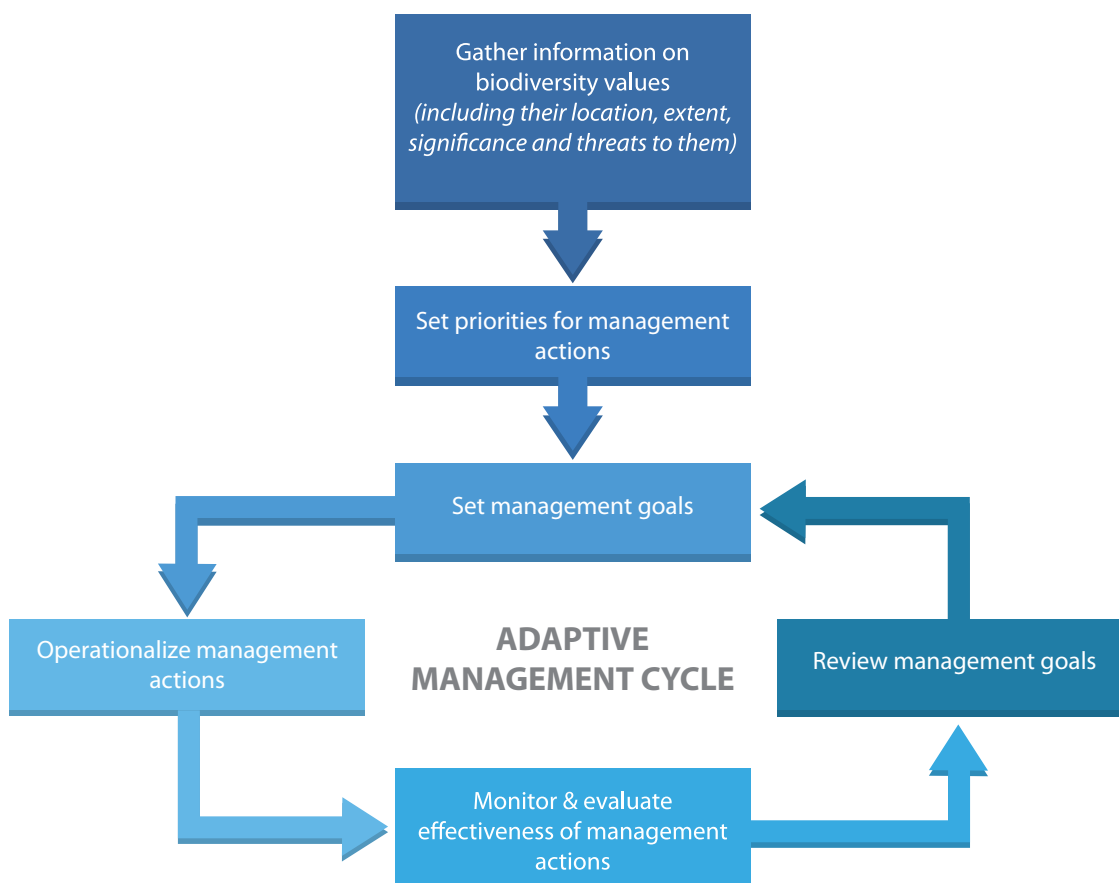 Gather information on
biodiversity values
(including their location, extent,
significance and threats to them)
Set priorities for management
actions
Set management goals
Operationalize management
actions
ADAPTIVE
MANAGEMENT CYCLE
Review management goals
Monitor & evaluate
effectiveness of management
actions